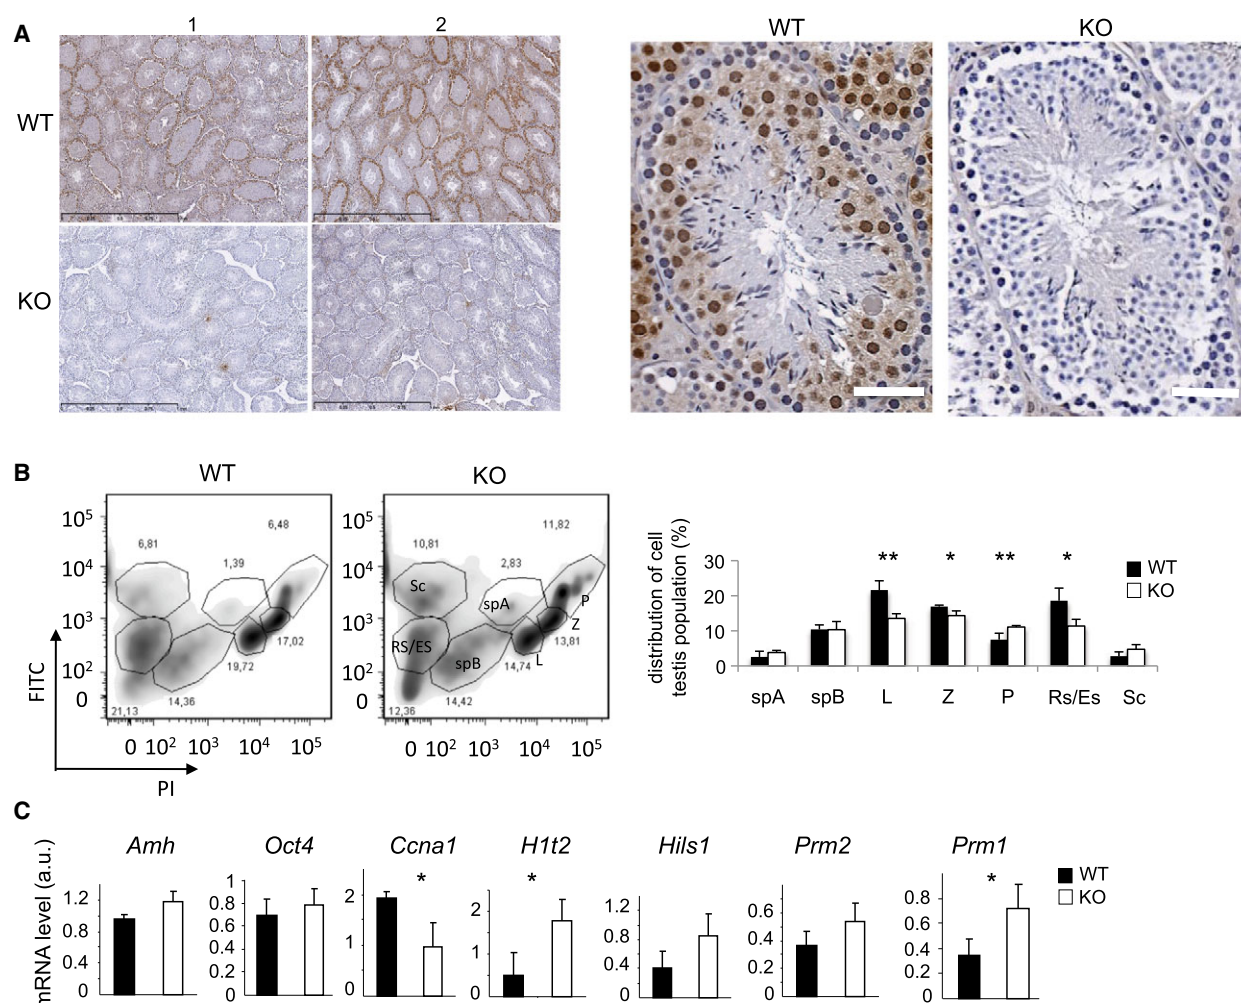 A
1
2
WT
KO
WT
KO
B
WT
KO
FITC
10⁵
10⁴
10³
10²
0
6,81
1,39
6,48
17,02
19,72
14,36
21,13
0 10² 10³ 10⁴ 10⁵
PI
10⁵
10⁴
10³
10²
0
10,81
2,83
11,82
Sc
spA
P
Z
RS/ES
spB
L
13,81
14,74
14,42
12,36
0 10² 10³ 10⁴ 10⁵
distribution of cell
testis population (%)
30
20
10
0
** * ** *
WT
KO
spA spB L Z P Rs/Es Sc
C
mRNA level (a.u.)
Amh
1.2
0.8
0.4
0
Oct4
1
0.8
0.6
0.4
0.2
0
Ccna1
*
2
1
0
H1t2
*
2
1
0
Hils1
1.2
0.8
0.4
0
Prm2
0.6
0.4
0.2
0
Prm1
*
0.8
0.6
0.4
0.2
0
WT
KO